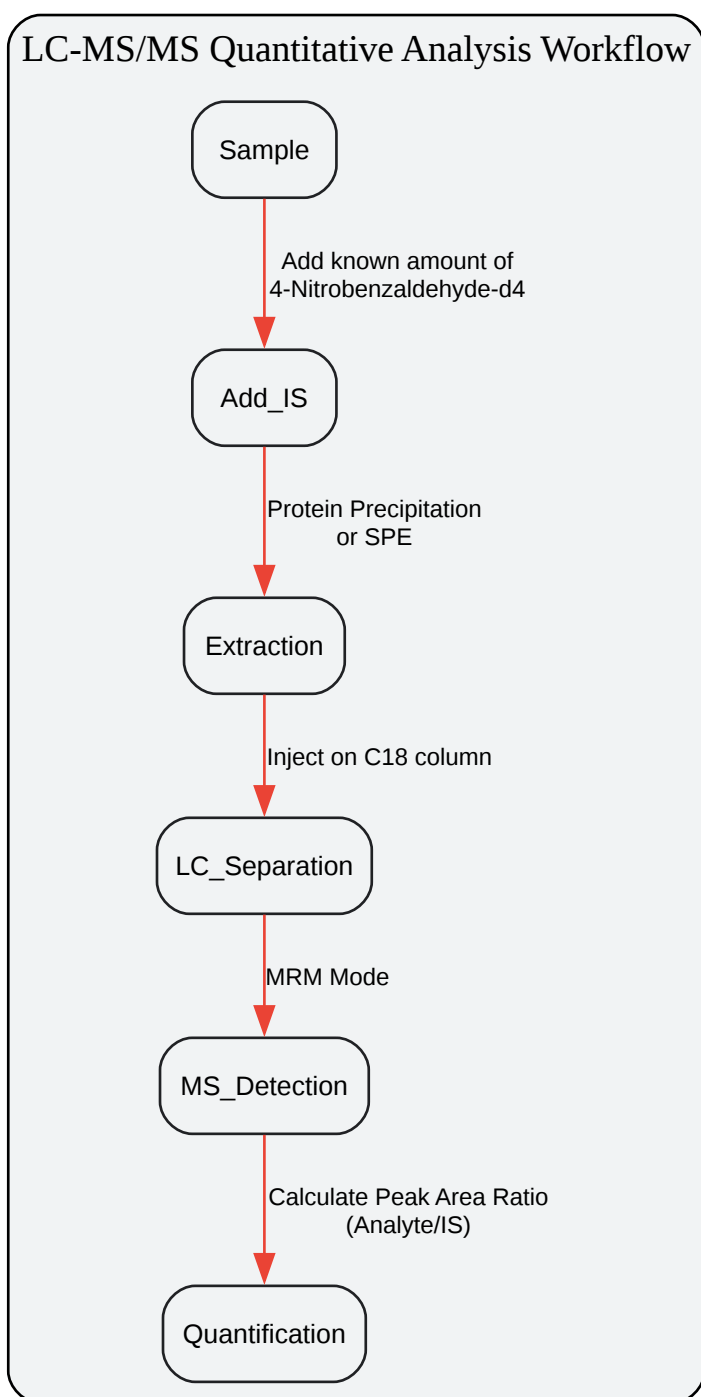 LC-MS/MS Quantitative Analysis Workflow
Sample
Add known amount of
4-Nitrobenzaldehyde-d4
Add_IS
Protein Precipitation
or SPE
Extraction
Inject on C18 column
LC_Separation
MRM Mode
MS_Detection
Calculate Peak Area Ratio
(Analyte/IS)
Quantification